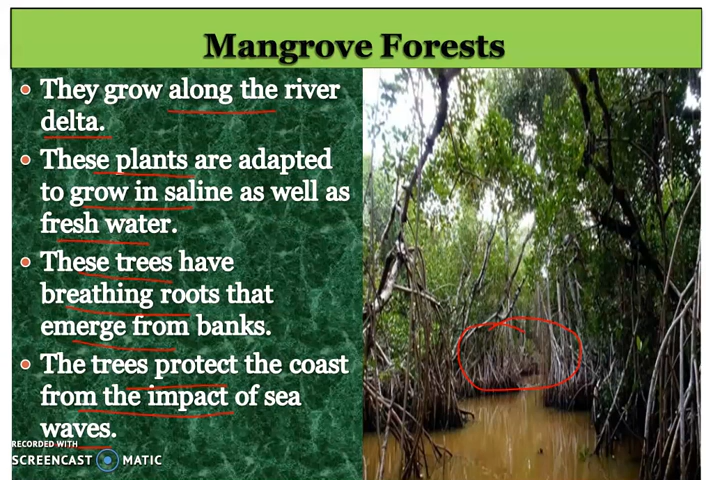 Mangrove Forests
They grow along the river
delta.
These plants are adapted
to grow in saline as well as
fresh water.
These trees have
breathing roots that
emerge from banks.
The trees protect the coast
from the impact of sea
waves.
RECORDED WITH
SCREENCAST MATIC